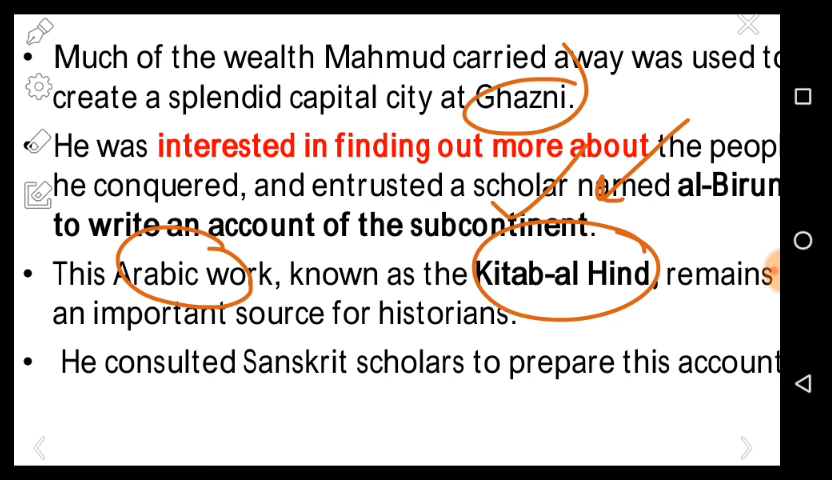 • Much of the wealth Mahmud carried away was used to
create a splendid capital city at Ghazni.
• He was interested in finding out more about the peop
he conquered, and entrusted a scholar named al-Birun
to write an account of the subcontinent.
• This Arabic work, known as the Kitab-al Hind, remains
an important source for historians.
• He consulted Sanskrit scholars to prepare this account